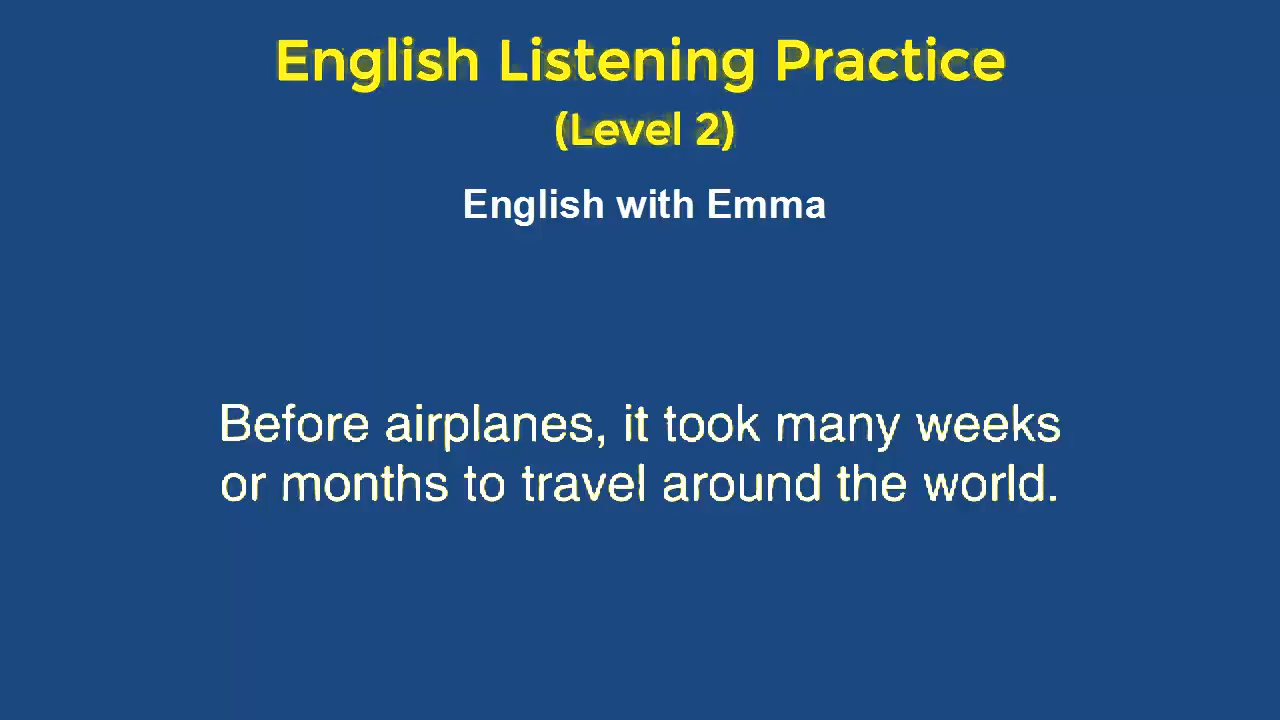 English Listening Practice
(Level 2)
English with Emma
Before airplanes, it took many weeks
or months to travel around the world.